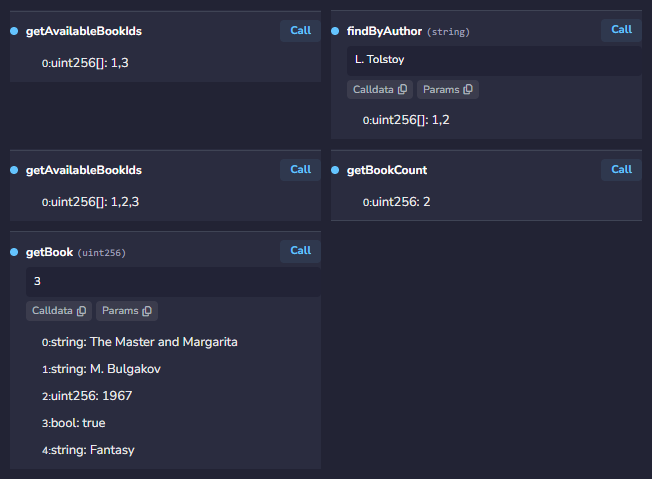 getAvailableBookIds Call
0:uint256[]: 1,3
findByAuthor (string) Call
L. Tolstoy
Calldata Params
0:uint256[]: 1,2
getAvailableBookIds Call
0:uint256[]: 1,2,3
getBookCount Call
0:uint256: 2
getBook (uint256) Call
3
Calldata Params
0:string: The Master and Margarita
1:string: M. Bulgakov
2:uint256: 1967
3:bool: true
4:string: Fantasy